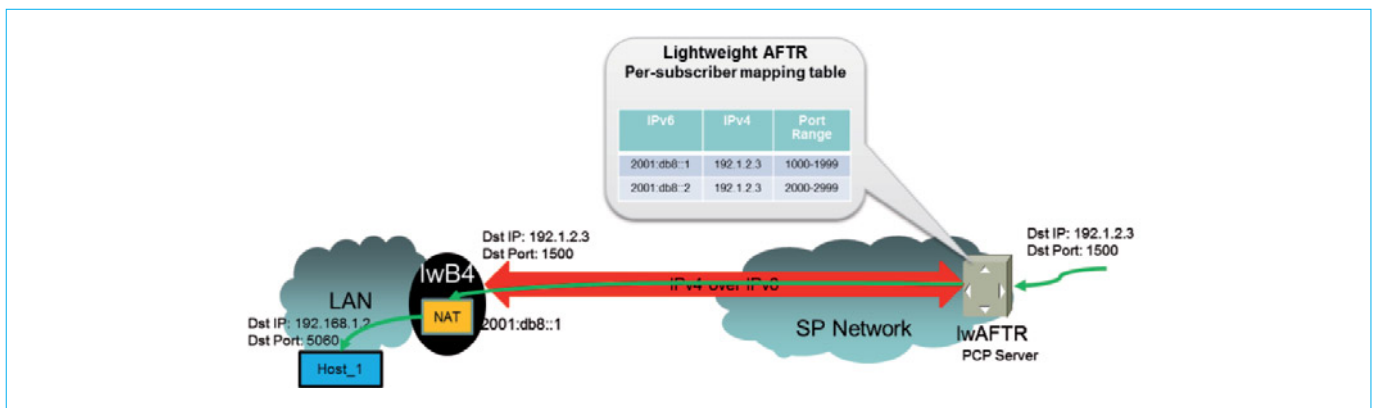 Lightweight AFTR
Per-subscriber mapping table
IPv6 IPv4 Port Range
2001:db8::1 192.1.2.3 1000-1999
2001:db8::2 192.1.2.3 2000-2999
Dst IP: 192.1.2.3
Dst Port: 1500
Dst IP: 192.1.2.3
Dst Port: 1500
lwB4
IPv4 over IPv6
LAN
NAT
2001:db8::1
Dst IP: 192.168.1.2
Dst Port: 5060
Host_1
SP Network
lwAFTR
PCP Server